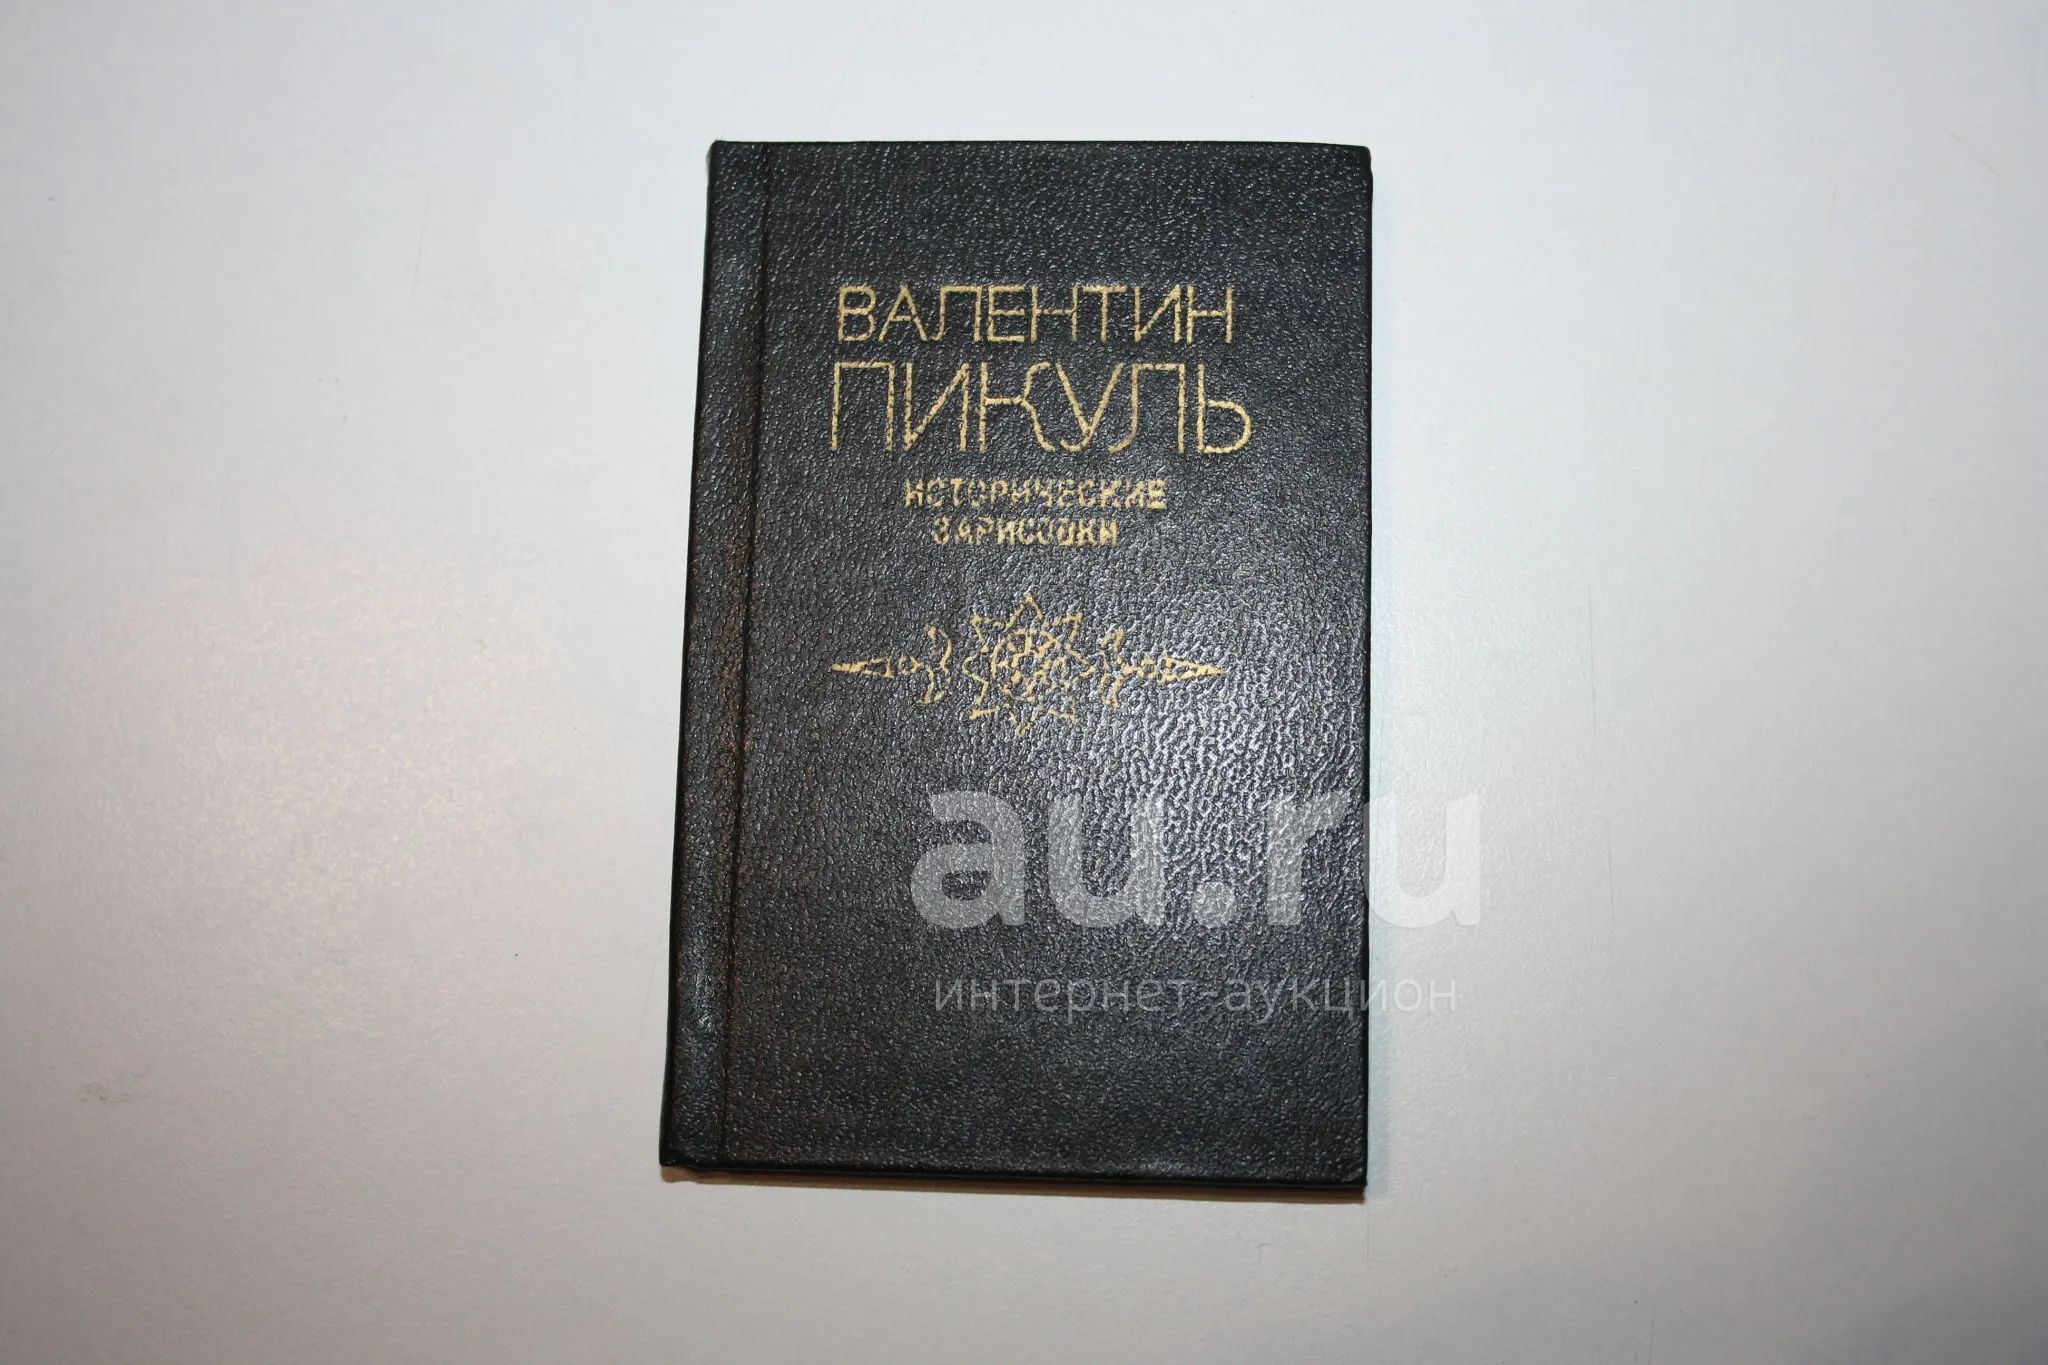 ВАЛЕНТИН
ПИКУЛЬ
ИСТОРИЧЕСКИЕ
ЗАРИСОВКИ
au.ru
интернет-аукцион